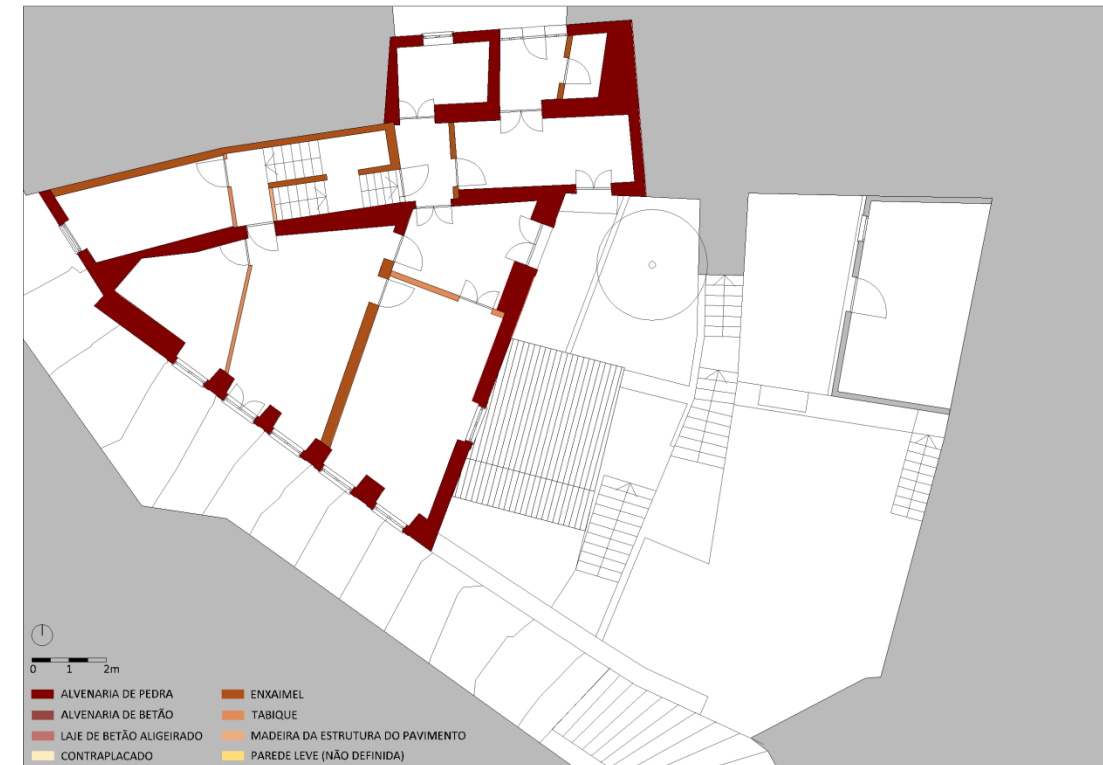 0 1 2m
ALVENARIA DE PEDRA
ALVENARIA DE BETÃO
LAJE DE BETÃO ALIGEIRADO
CONTRAPLACADO
ENXAIMEL
TABIQUE
MADEIRA DA ESTRUTURA DO PAVIMENTO
PAREDE LEVE (NÃO DEFINIDA)